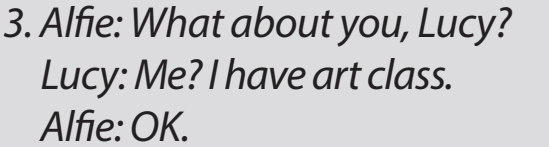 3. Alfie: What about you, Lucy?
Lucy: Me? I have art class.
Alfie: OK.